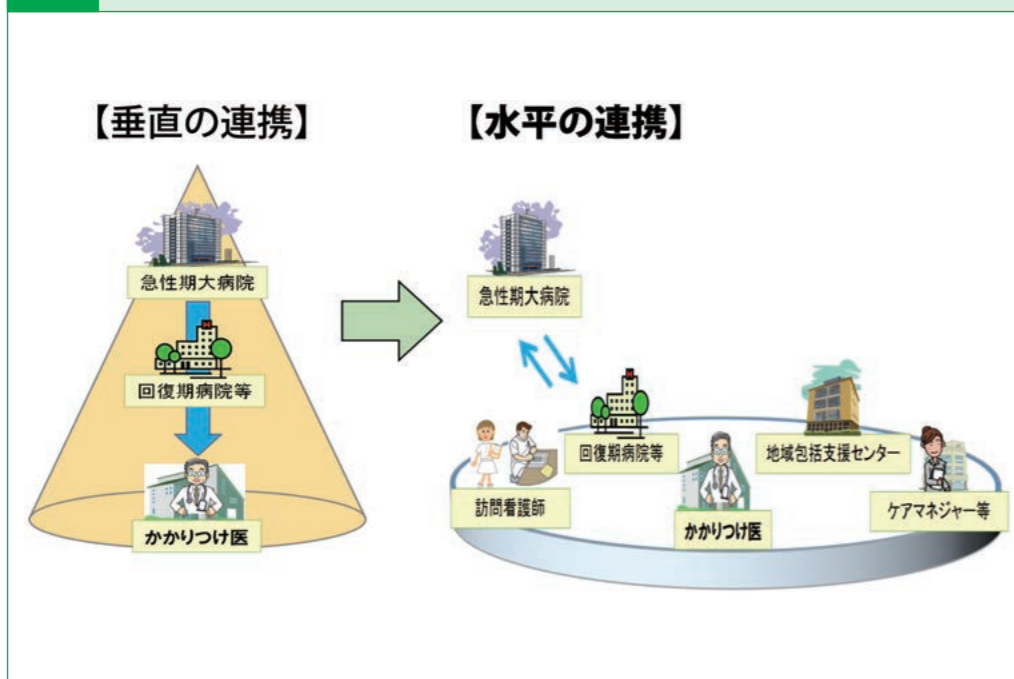 【垂直の連携】
急性期大病院
回復期病院等
かかりつけ医
【水平の連携】
急性期大病院
回復期病院等
地域包括支援センター
訪問看護師
かかりつけ医
ケアマネジャー等